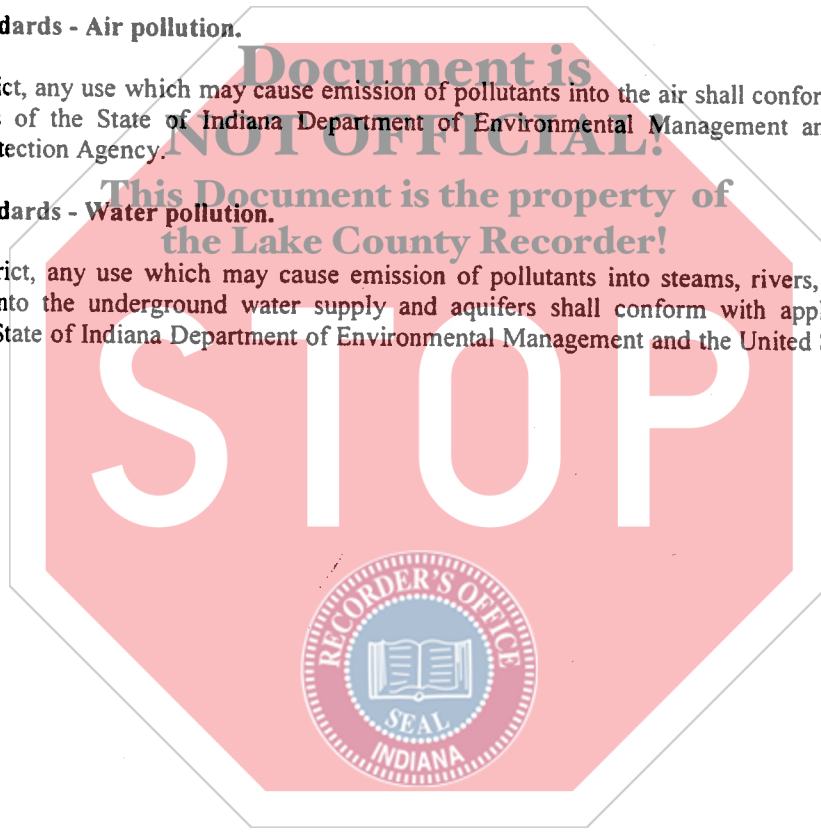 dards - Air pollution.
Document is
ict, any use which may cause emission of pollutants into the air shall confor
of the State of Indiana Department of Environmental Management an
NOT OFFICIAL!
tection Agency.
This Document is the property of
dards - Water pollution.
the Lake County Recorder!
rict, any use which may cause emission of pollutants into steams, rivers,
nto the underground water supply and aquifers shall conform with appl
State of Indiana Department of Environmental Management and the United
STOP
RECORDER'S OFFICE
SEAL
INDIANA